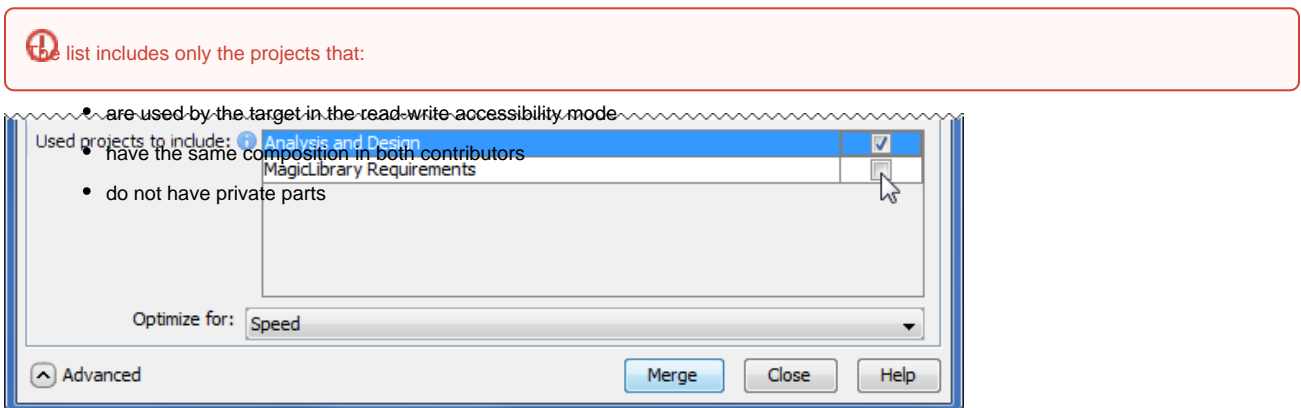 The list includes only the projects that:
• are used by the target in the read-write accessibility mode
Used projects to include: Analysis and Design
• have the same composition in both contributors
MagicLibrary Requirements
• do not have private parts
Optimize for: Speed
Advanced Merge Close Help